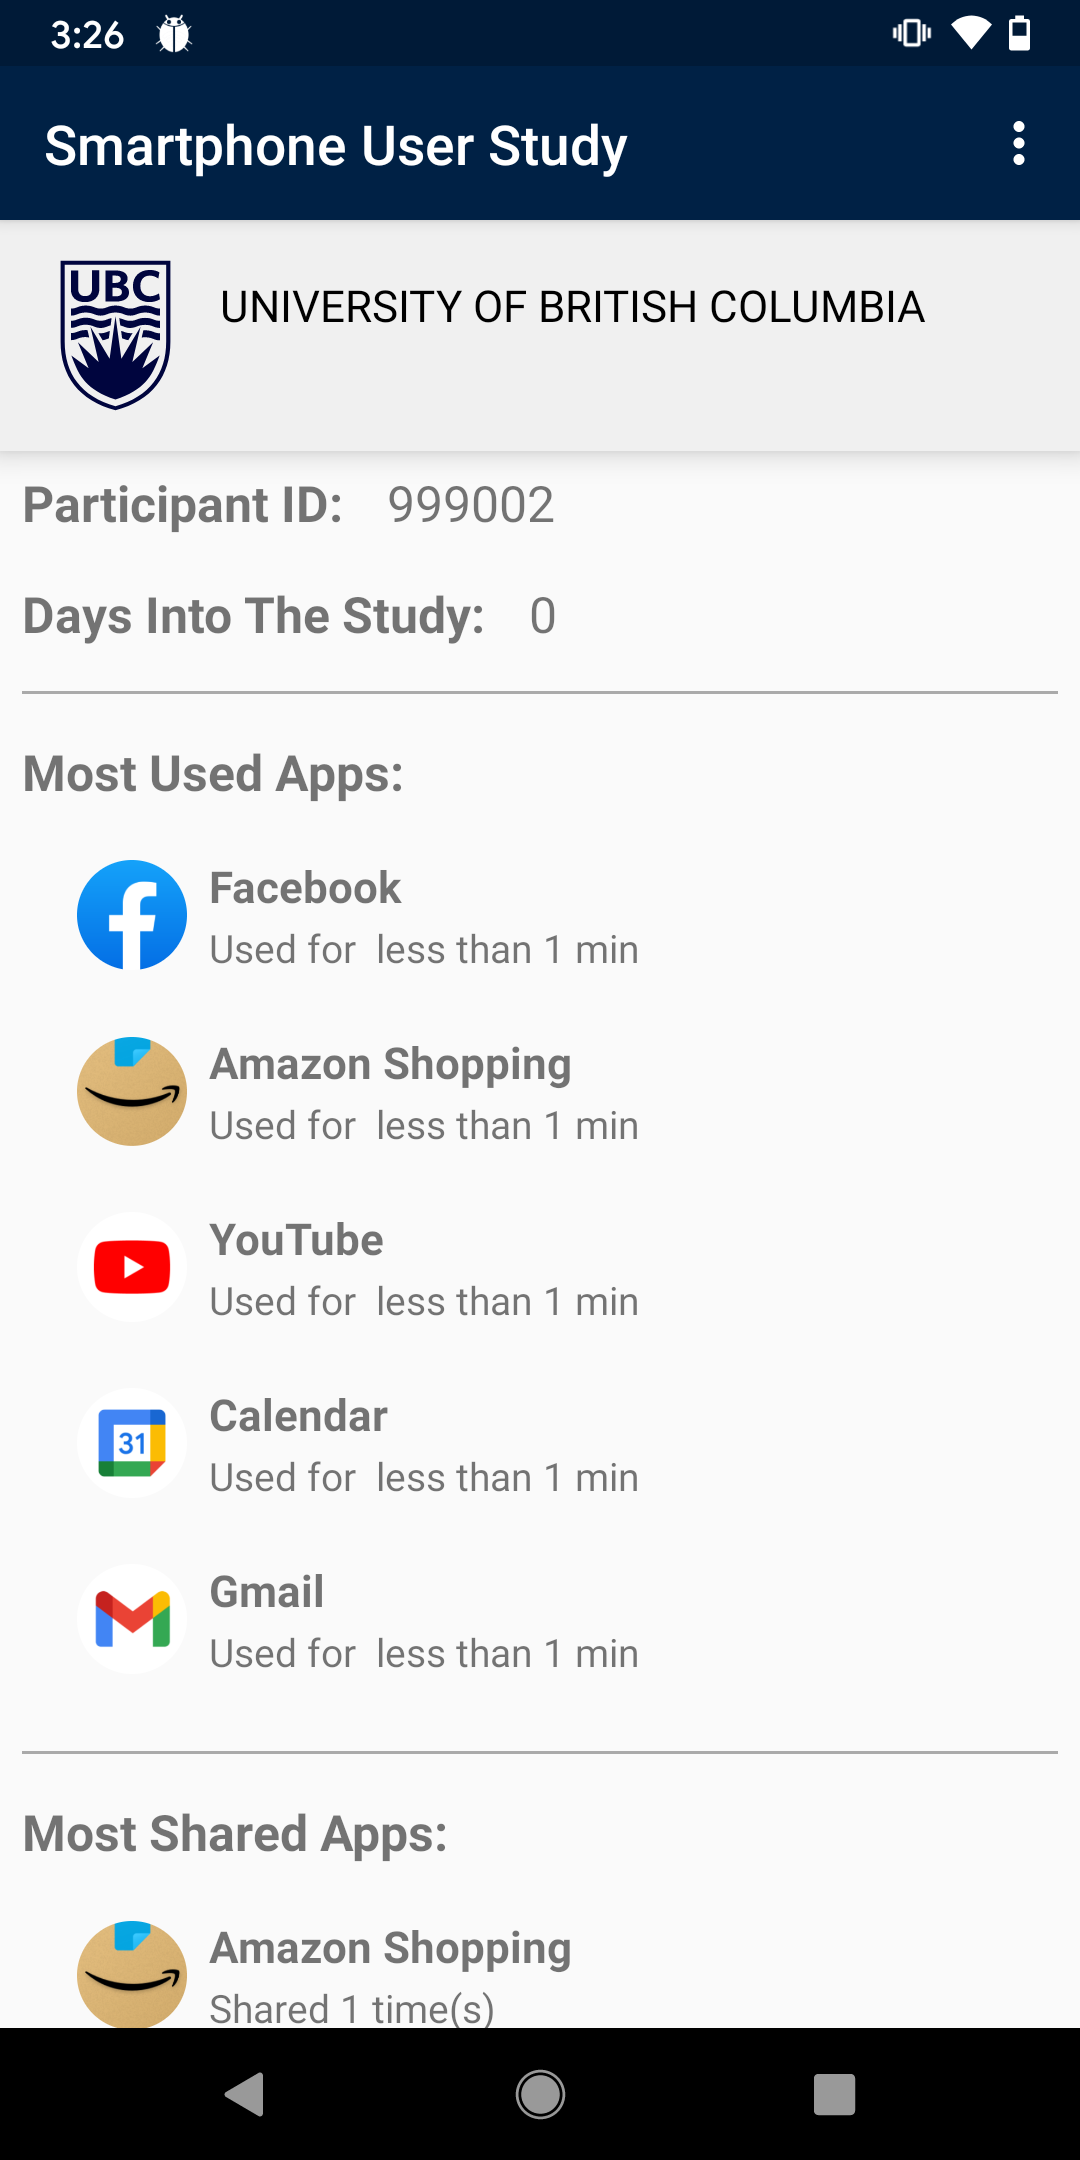 3:26
Smartphone User Study
UBC
UNIVERSITY OF BRITISH COLUMBIA
Participant ID: 999002
Days Into The Study: 0
Most Used Apps:
Facebook
Used for less than 1 min
Amazon Shopping
Used for less than 1 min
YouTube
Used for less than 1 min
Calendar
31
Used for less than 1 min
Gmail
Used for less than 1 min
Most Shared Apps:
Amazon Shopping
Shared 1 time(s)